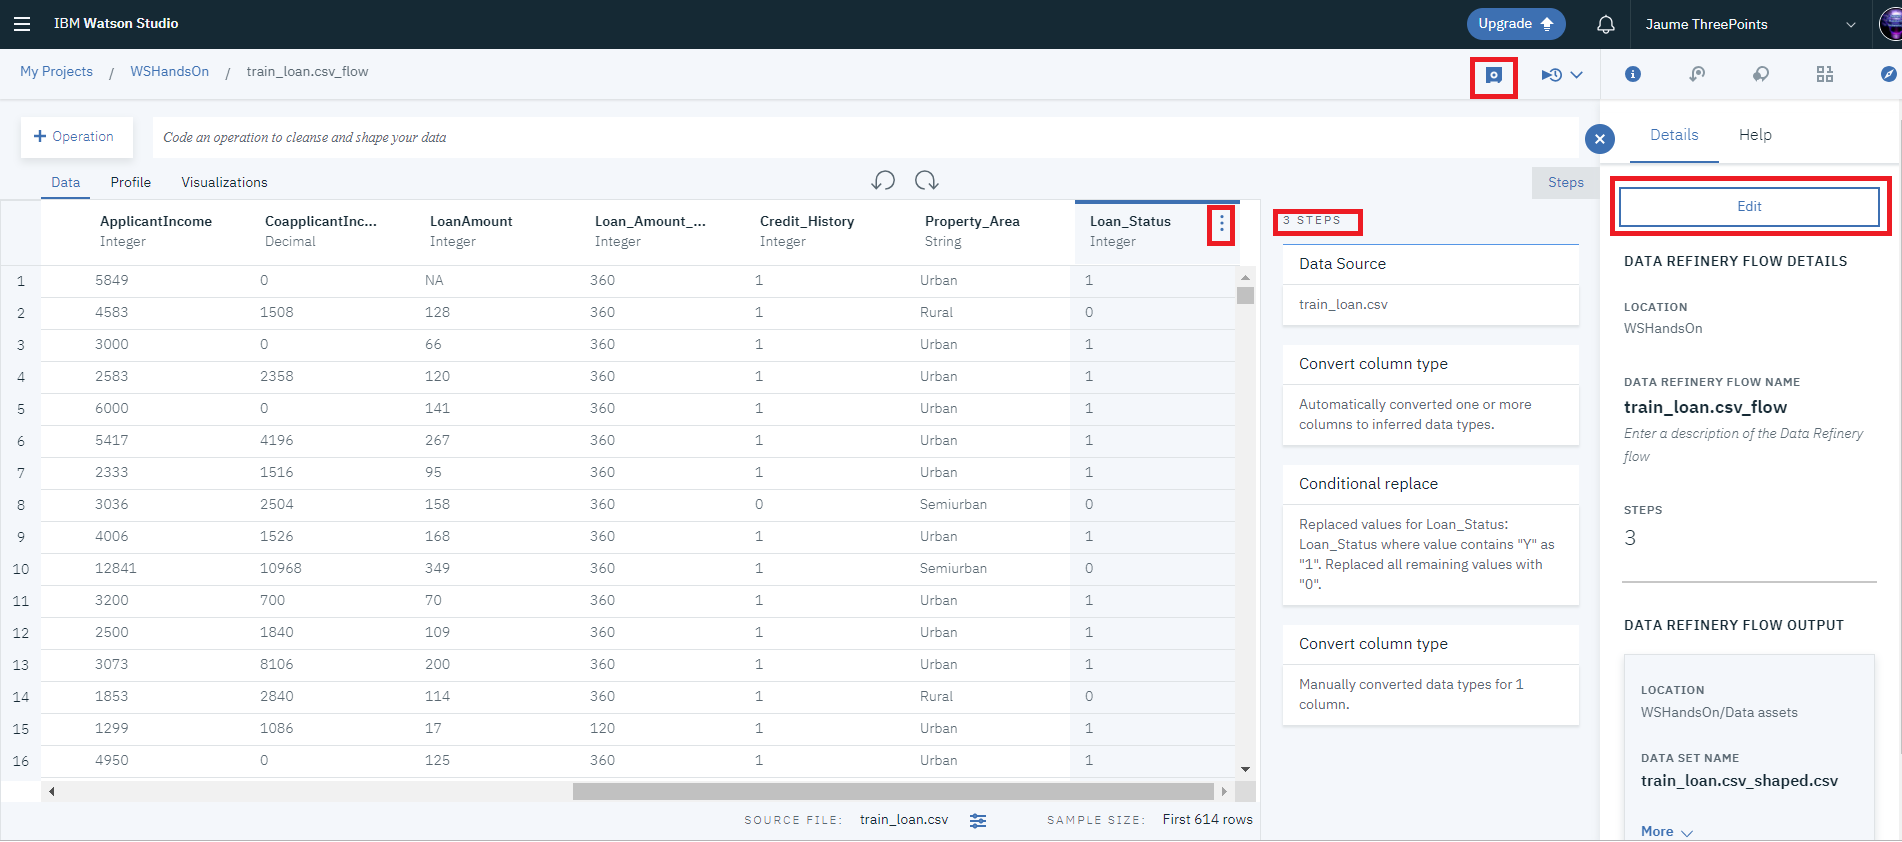 IBM Watson Studio
Upgrade
Jaume ThreePoints
My Projects / WSHandsOn / train_loan.csv_flow
+ Operation
Code an operation to cleanse and shape your data
Details Help
Data Profile Visualizations
Steps
Edit
ApplicantIncome CoapplicantInc... LoanAmount Loan_Amount_... Credit_History Property_Area Loan_Status
Integer Decimal Integer Integer Integer String Integer
1 5849 0 NA 360 1 Urban 1
2 4583 1508 128 360 1 Rural 0
3 3000 0 66 360 1 Urban 1
4 2583 2358 120 360 1 Urban 1
5 6000 0 141 360 1 Urban 1
6 5417 4196 267 360 1 Urban 1
7 2333 1516 95 360 1 Urban 1
8 3036 2504 158 360 0 Semiurban 0
9 4006 1526 168 360 1 Urban 1
10 12841 10968 349 360 1 Semiurban 0
11 3200 700 70 360 1 Urban 1
12 2500 1840 109 360 1 Urban 1
13 3073 8106 200 360 1 Urban 1
14 1853 2840 114 360 1 Rural 0
15 1299 1086 17 120 1 Urban 1
16 4950 0 125 360 1 Urban 1
SOURCE FILE: train_loan.csv
SAMPLE SIZE: First 614 rows
3 STEPS
Data Source
train_loan.csv
Convert column type
Automatically converted one or more
columns to inferred data types.
Conditional replace
Replaced values for Loan_Status:
Loan_Status where value contains "Y" as
"1". Replaced all remaining values with
"0".
Convert column type
Manually converted data types for 1
column.
DATA REFINERY FLOW DETAILS
LOCATION
WSHandsOn
DATA REFINERY FLOW NAME
train_loan.csv_flow
Enter a description of the Data Refinery
flow
STEPS
3
DATA REFINERY FLOW OUTPUT
LOCATION
WSHandsOn/Data assets
DATA SET NAME
train_loan.csv_shaped.csv
More